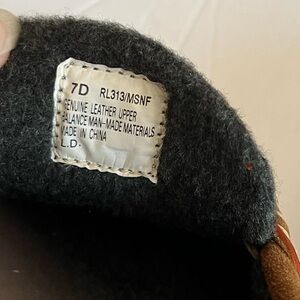 7D RL313/MSNF
GENUINE LEATHER UPPER
BALANCE MAN-MADE MATERIALS
MADE IN CHINA
L.D